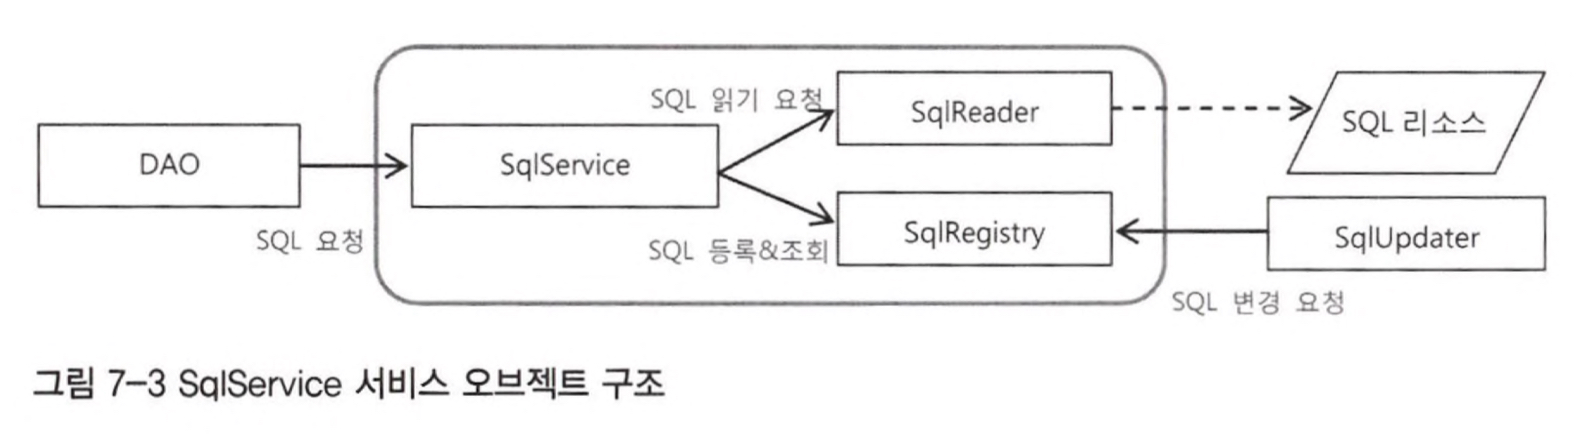 SQL 읽기 요청
SqlReader
SQL 리소스
DAO
SqlService
SQL 요청
SqlRegistry
SqlUpdater
SQL 등록&조회
SQL 변경 요청
그림 7-3 SqlService 서비스 오브젝트 구조